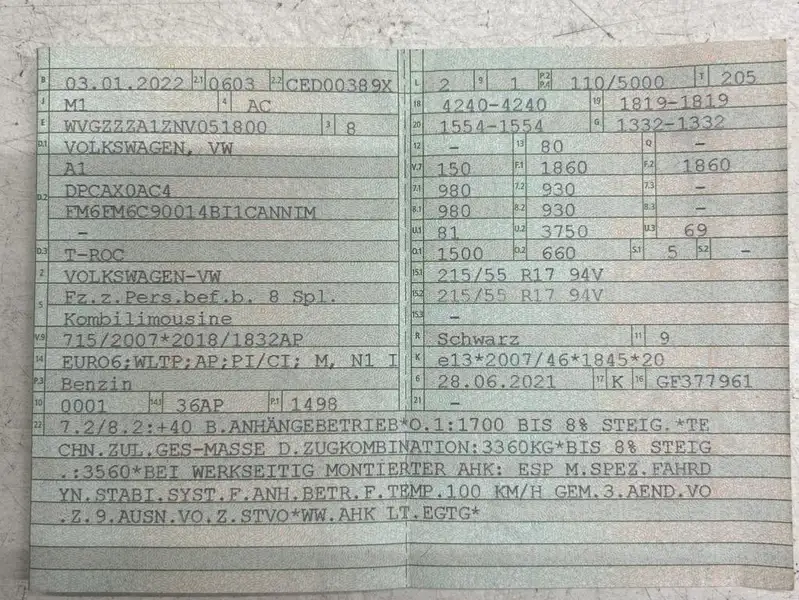 B 03.01.2022 2.1 0603 2.2 CED00389X
J M1 4 AC
E WVGZZZA1ZNV051800 3 8
D.1 VOLKSWAGEN, VW
A1
D.2 DPCAX0AC4
FM6FM6C90014BI1CANNIM
-
D.3 T-ROC
2 VOLKSWAGEN-VW
5 Fz.z.Pers.bef.b. 8 Spl.
Kombilimousine
V.9 715/2007*2018/1832AP
14 EURO6;WLTP;AP;PI/CI; M, N1 I
P.3 Benzin
10 0001 14.1 36AP P.1 1498
L 2 9 1 P.2 P.4 110/5000 T 205
18 4240-4240 19 1819-1819
20 1554-1554 G 1332-1332
12 - 13 80 Q -
V.7 150 F.1 1860 F.2 1860
7.1 980 7.2 930 7.3 -
8.1 980 8.2 930 8.3 -
U.1 81 U.2 3750 U.3 69
O.1 1500 O.2 660 S.1 5 S.2 -
15.1 215/55 R17 94V
15.2 215/55 R17 94V
15.3 -
R Schwarz 11 9
K e13*2007/46*1845*20
6 28.06.2021 17 K 16 GF377961
21 -
22 7.2/8.2:+40 B.ANHÄNGEBETRIEB*O.1:1700 BIS 8% STEIG.*TE
CHN.ZUL.GES-MASSE D.ZUGKOMBINATION:3360KG*BIS 8% STEIG
.:3560*BEI WERKSEITIG MONTIERTER AHK: ESP M.SPEZ.FAHRD
YN.STABI.SYST.F.ANH.BETR.F.TEMP.100 KM/H GEM.3.AEND.VO
.Z.9.AUSN.VO.Z.STVO*WW.AHK LT.EGTG*